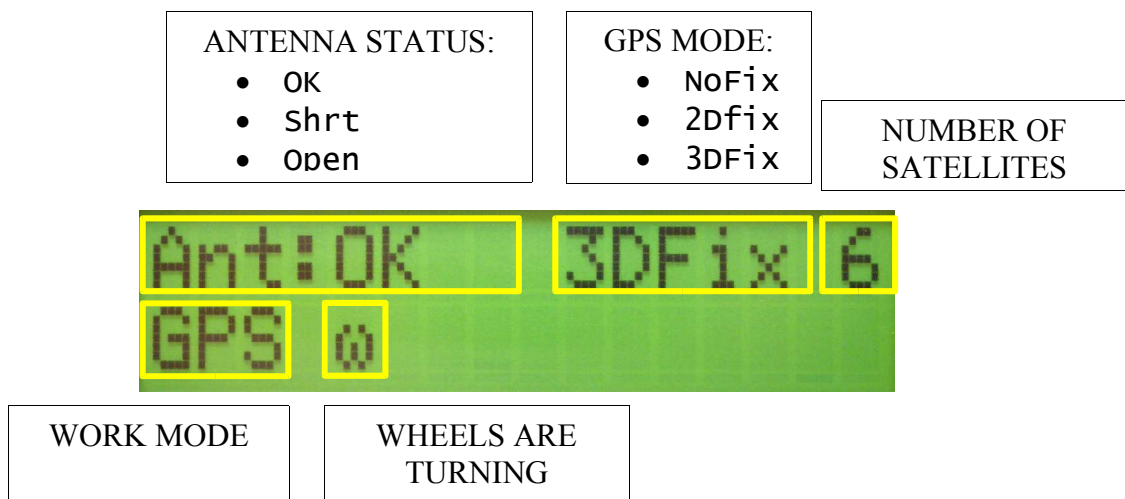 ANTENNA STATUS:
• OK
• Shrt
• Open
GPS MODE:
• NoFix
• 2Dfix
• 3DFix
NUMBER OF
SATELLITES
Ant:OK 3DFix 6
GPS ω
WORK MODE
WHEELS ARE
TURNING